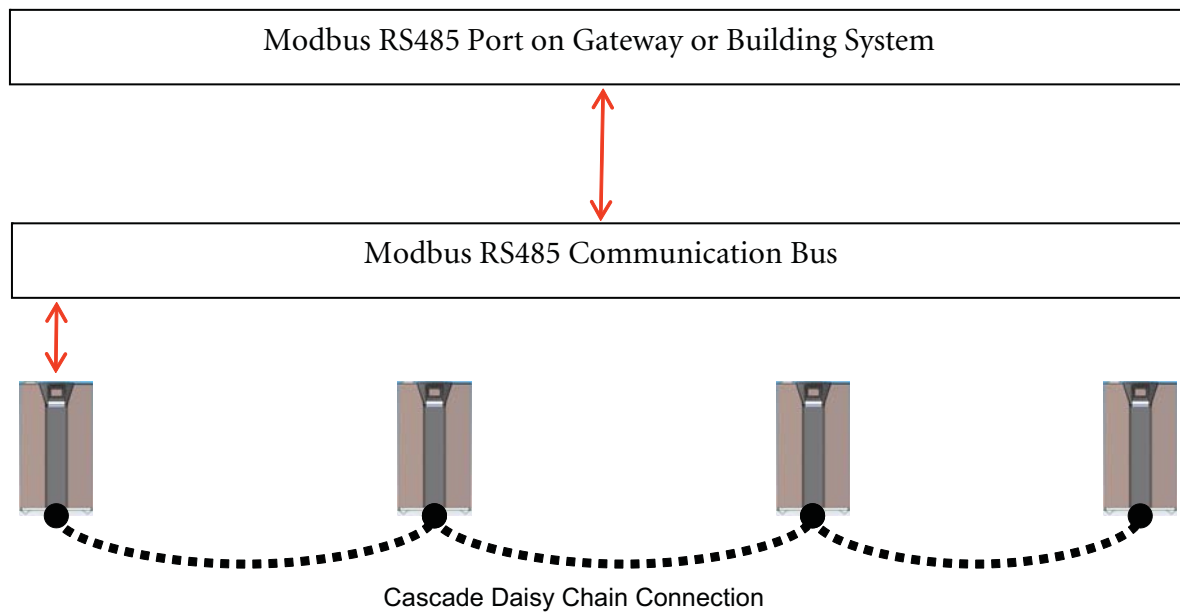 Modbus RS485 Port on Gateway or Building System
Modbus RS485 Communication Bus
Cascade Daisy Chain Connection